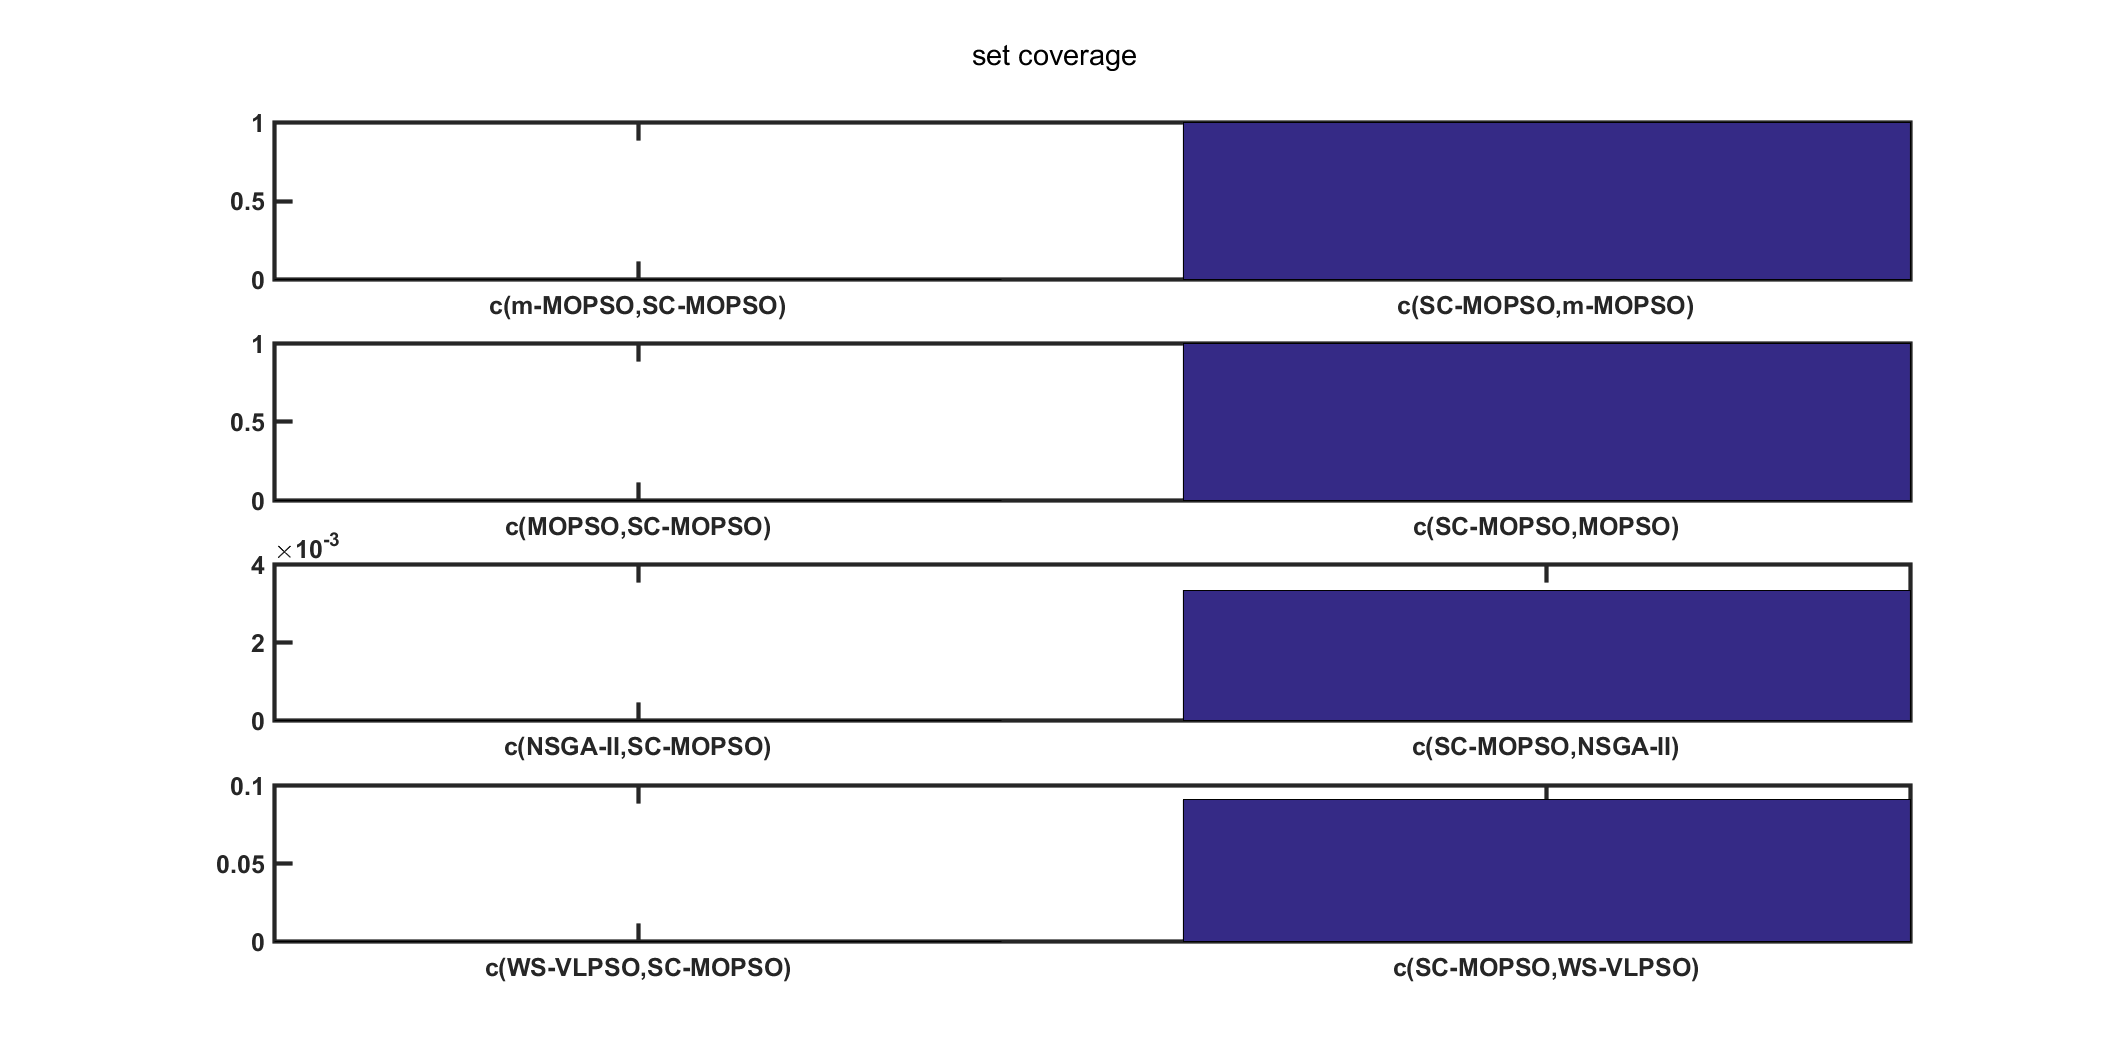 set coverage
1
0.5
0
c(m-MOPSO,SC-MOPSO) c(SC-MOPSO,m-MOPSO)
1
0.5
0
c(MOPSO,SC-MOPSO) c(SC-MOPSO,MOPSO)
×10-3
4
2
0
c(NSGA-II,SC-MOPSO) c(SC-MOPSO,NSGA-II)
0.1
0.05
0
c(WS-VLPSO,SC-MOPSO) c(SC-MOPSO,WS-VLPSO)